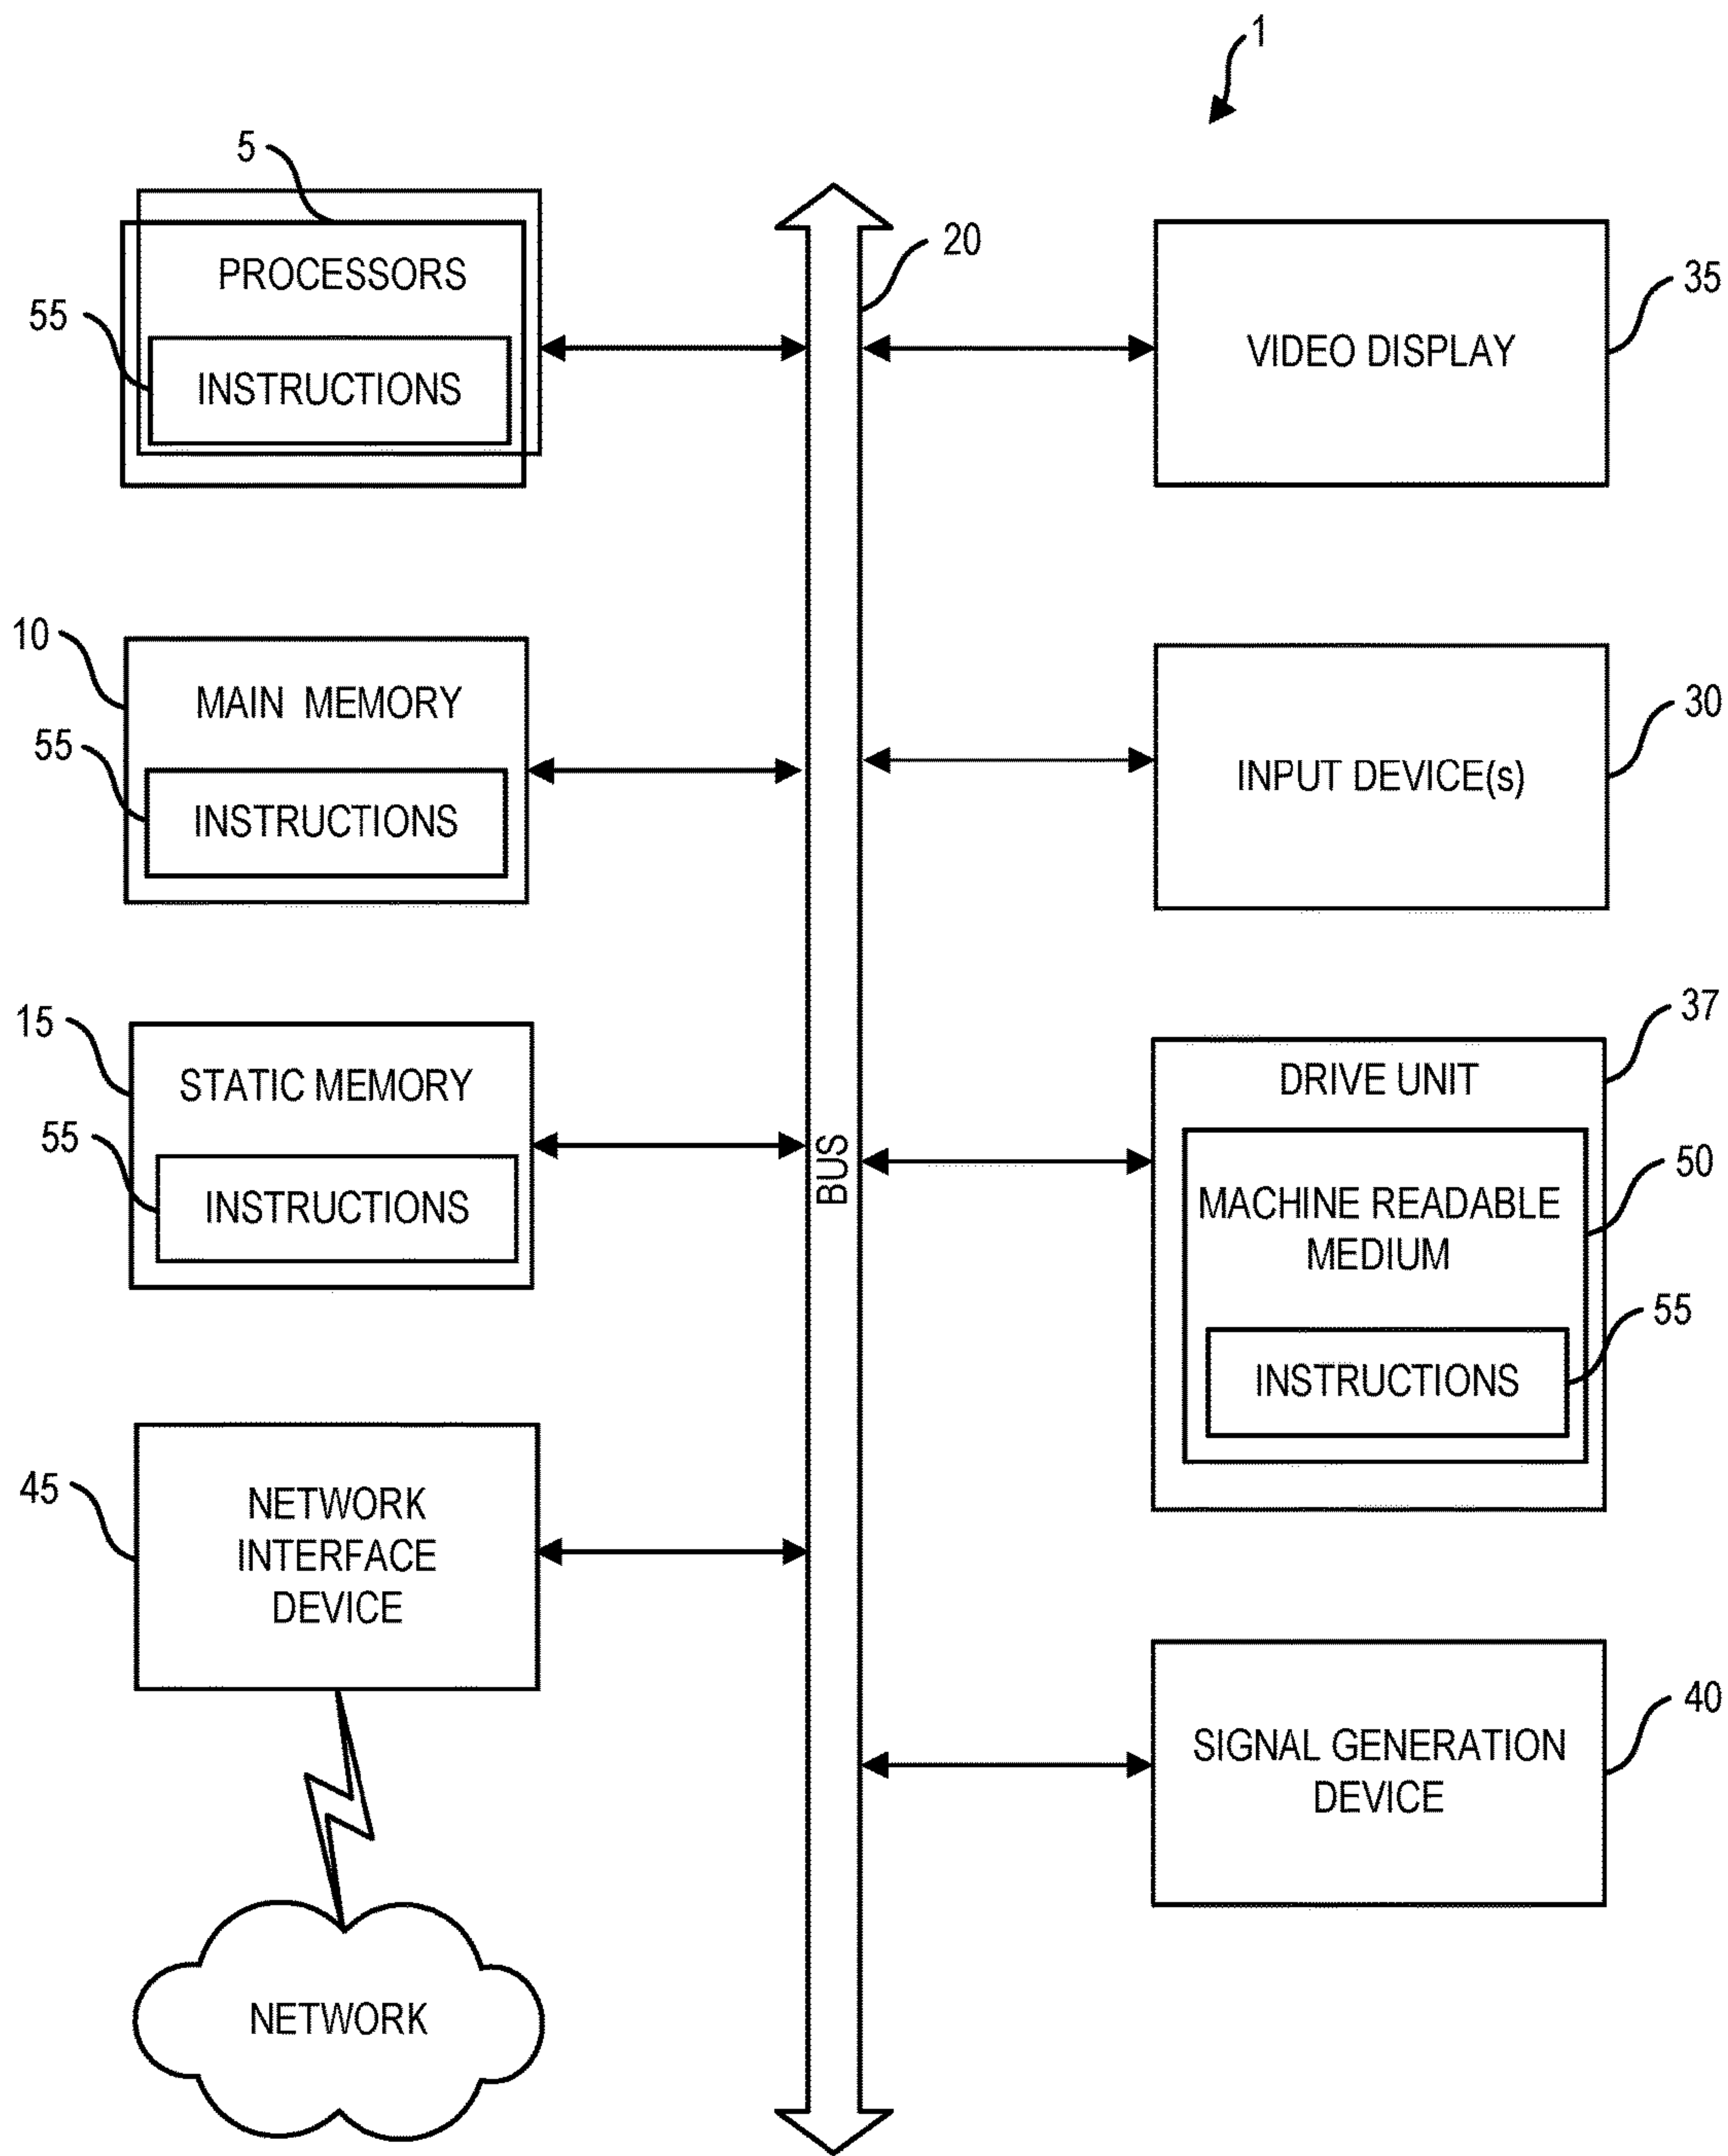 1
5
PROCESSORS
55
INSTRUCTIONS
20
35
VIDEO DISPLAY
10
MAIN MEMORY
55
INSTRUCTIONS
30
INPUT DEVICE(s)
15
STATIC MEMORY
55
INSTRUCTIONS
BUS
37
DRIVE UNIT
50
MACHINE READABLE
MEDIUM
55
INSTRUCTIONS
45
NETWORK
INTERFACE
DEVICE
40
SIGNAL GENERATION
DEVICE
NETWORK